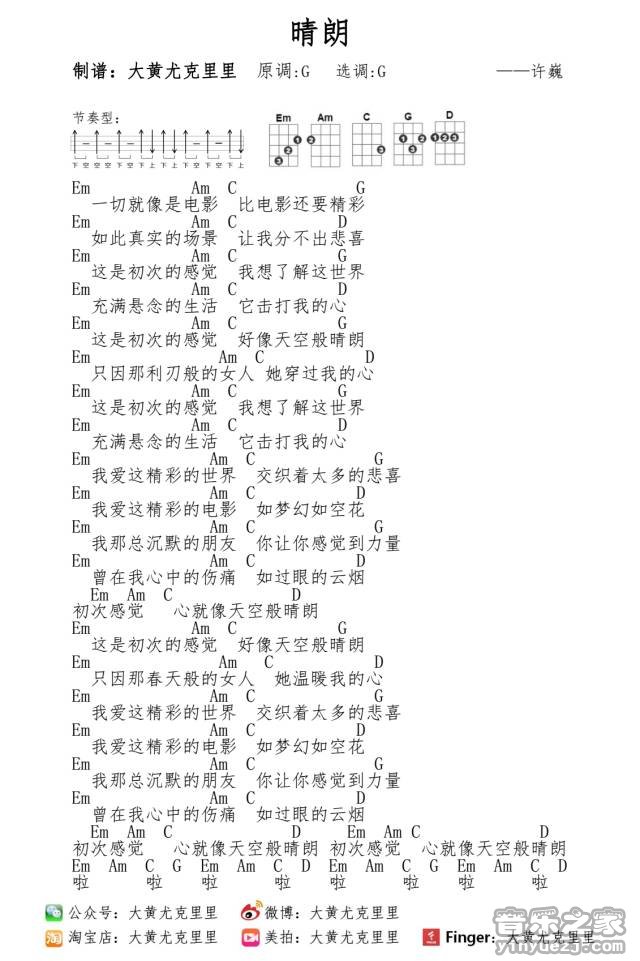 晴朗
制谱：大黄尤克里里 原调:G 选调:G ——许巍
节奏型：
Em Am C G D
下 空 空 空 下 上 下 上 下 空 下 空 下 上
Em Am C G
一切就像是电影 比电影还要精彩
Em Am C D
如此真实的场景 让我分不出悲喜
Em Am C G
这是初次的感觉 我想了解这世界
Em Am C D
充满悬念的生活 它击打我的心
Em Am C G
这是初次的感觉 好像天空般晴朗
Em Am C D
只因那利刃般的女人 她穿过我的心
Em Am C G
这是初次的感觉 我想了解这世界
Em Am C D
充满悬念的生活 它击打我的心
Em Am C G
我爱这精彩的世界 交织着太多的悲喜
Em Am C D
我爱这精彩的电影 如梦幻如空花
Em Am C G
我那总沉默的朋友 你让你感觉到力量
Em Am C D
曾在我心中的伤痛 如过眼的云烟
Em Am C D
初次感觉 心就像天空般晴朗
Em Am C G
这是初次的感觉 好像天空般晴朗
Em Am C D
只因那春天般的女人 她温暖我的心
Em Am C G
我爱这精彩的世界 交织着太多的悲喜
Em Am C D
我爱这精彩的电影 如梦幻如空花
Em Am C G
我那总沉默的朋友 你让你感觉到力量
Em Am C D
曾在我心中的伤痛 如过眼的云烟
Em Am C D Em Am C D
初次感觉 心就像天空般晴朗 初次感觉 心就像天空般晴朗
Em Am C G Em Am C D Em Am C G Em Am C D
啦 啦 啦 啦 啦 啦 啦
公众号：大黄尤克里里 微博：大黄尤克里里
淘宝店：大黄尤克里里 美拍：大黄尤克里里 Finger：大黄尤克里里
音乐之家
yinyuezj.com